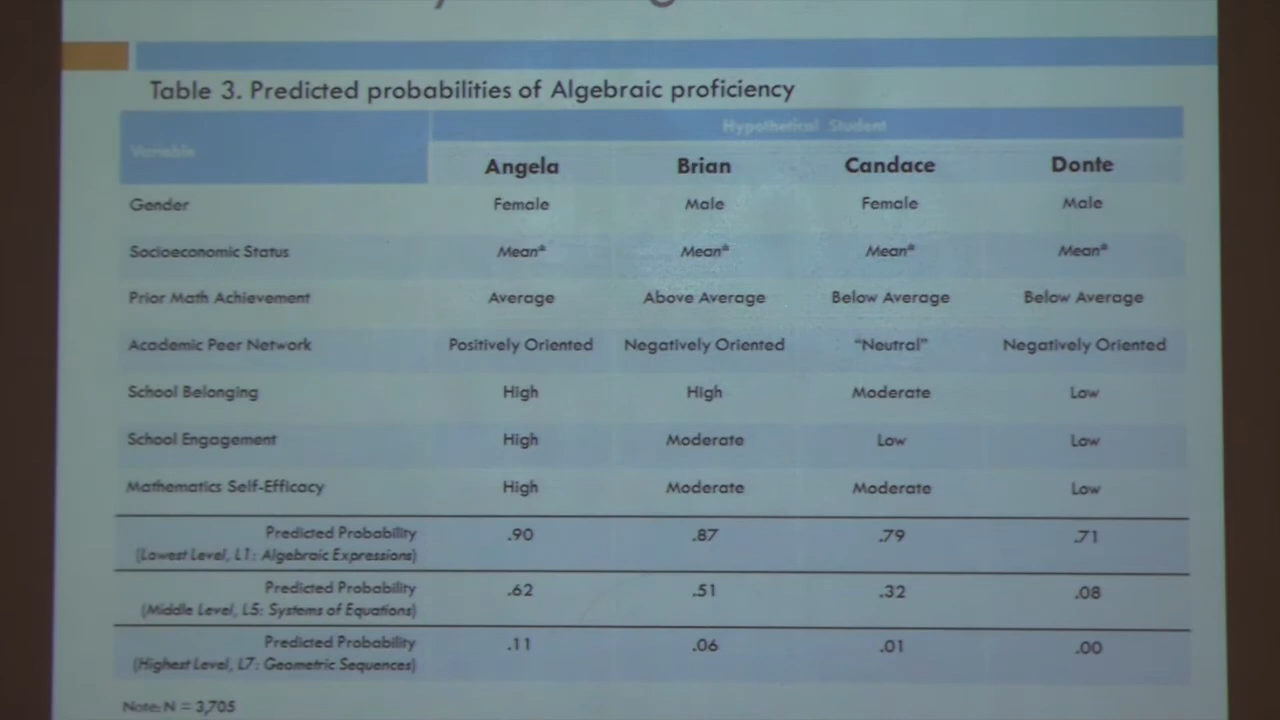 Table 3. Predicted probabilities of Algebraic proficiency
Variable Hypothetical Student
Angela Brian Candace Donte
Gender Female Male Female Male
Socioeconomic Status Mean* Mean* Mean* Mean*
Prior Math Achievement Average Above Average Below Average Below Average
Academic Peer Network Positively Oriented Negatively Oriented "Neutral" Negatively Oriented
School Belonging High High Moderate Low
School Engagement High Moderate Low Low
Mathematics Self-Efficacy High Moderate Moderate Low
Predicted Probability .90 .87 .79 .71
(Lowest Level, L1: Algebraic Expressions)
Predicted Probability .62 .51 .32 .08
(Middle Level, L5: Systems of Equations)
Predicted Probability .11 .06 .01 .00
(Highest Level, L7: Geometric Sequences)
Note: N = 3,705